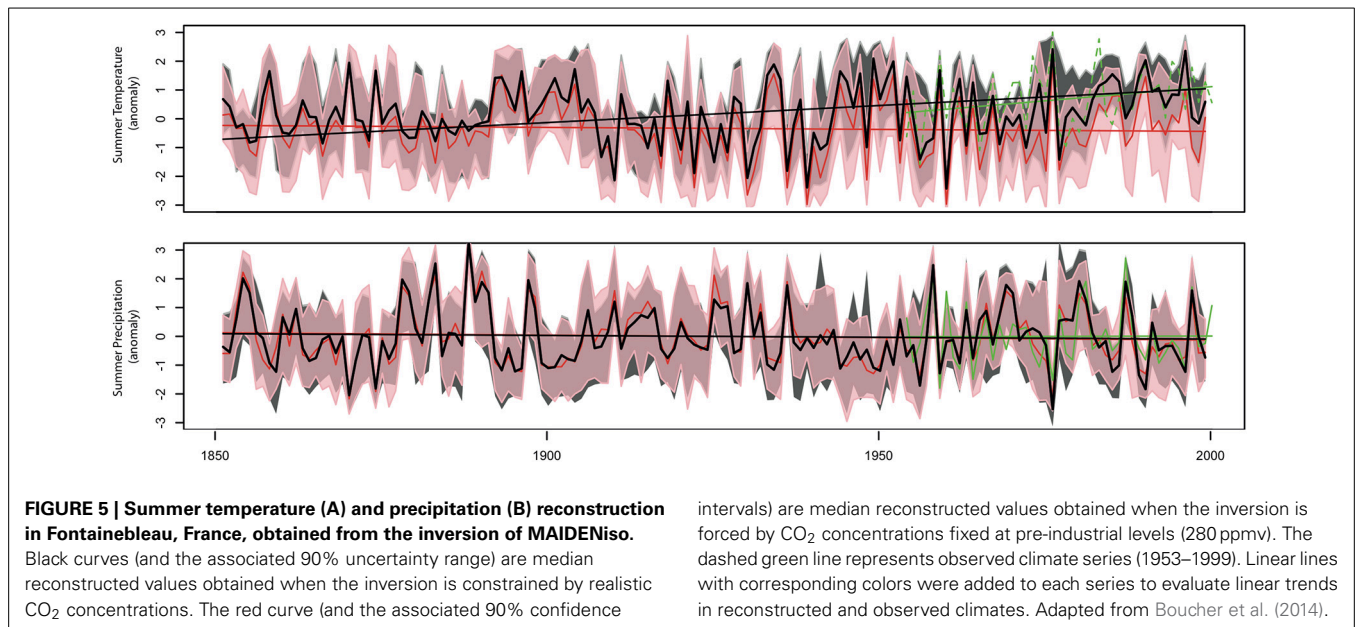 Summer Temperature
(anomaly)
3
2
1
0
-1
-2
-3
Summer Precipitation
(anomaly)
3
2
1
0
-1
-2
-3
1850 1900 1950 2000
FIGURE 5 | Summer temperature (A) and precipitation (B) reconstruction
in Fontainebleau, France, obtained from the inversion of MAIDENiso.
Black curves (and the associated 90% uncertainty range) are median
reconstructed values obtained when the inversion is constrained by realistic
CO₂ concentrations. The red curve (and the associated 90% confidence
intervals) are median reconstructed values obtained when the inversion is
forced by CO₂ concentrations fixed at pre-industrial levels (280 ppmv). The
dashed green line represents observed climate series (1953–1999). Linear lines
with corresponding colors were added to each series to evaluate linear trends
in reconstructed and observed climates. Adapted from Boucher et al. (2014).